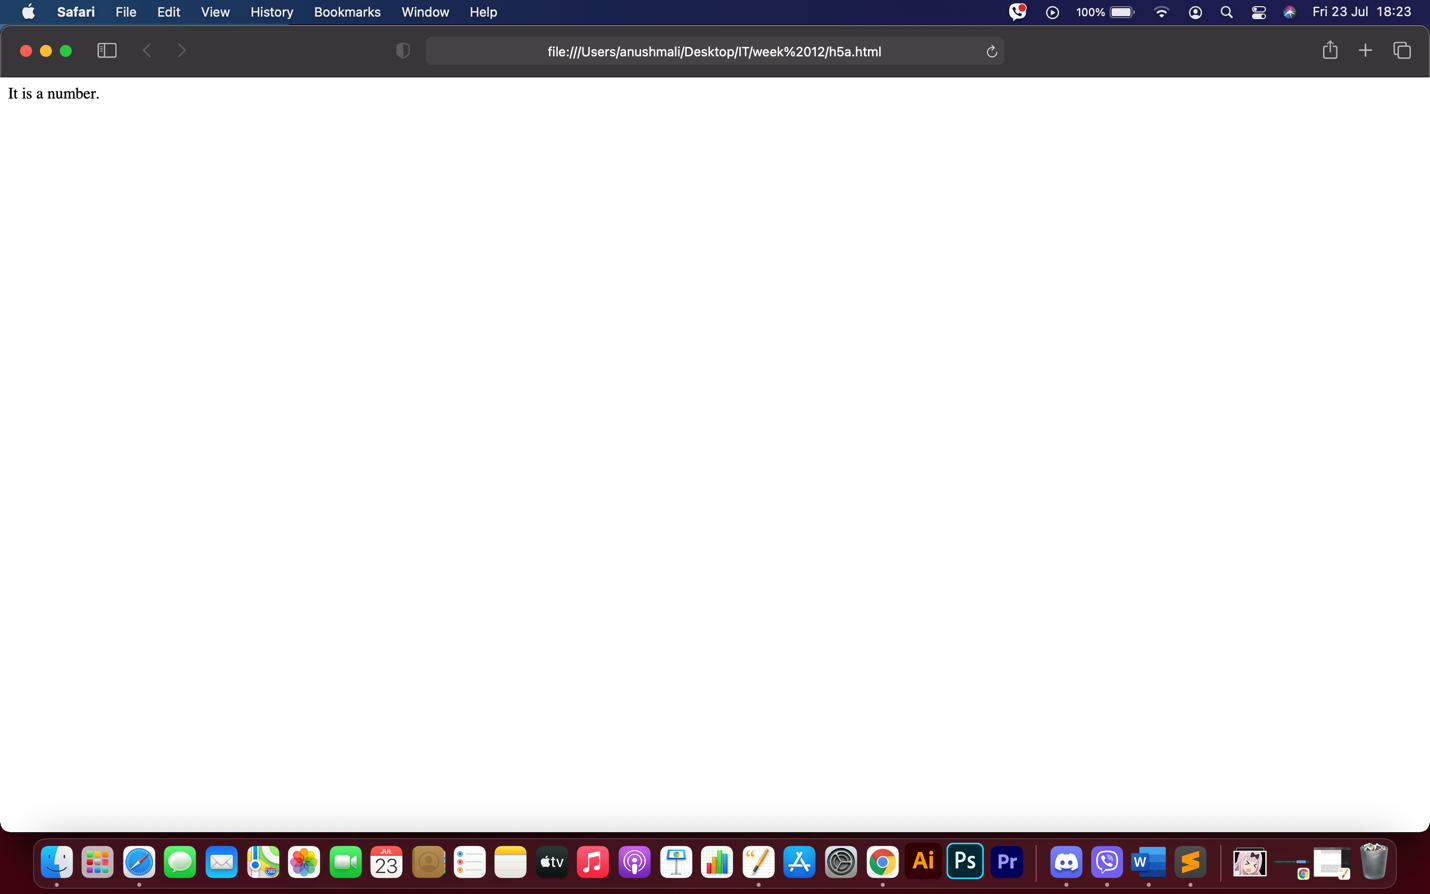 Safari File Edit View History Bookmarks Window Help 100% Fri 23 Jul 18:23
file:///Users/anushmali/Desktop/IT/week%2012/h5a.html
It is a number.
JUL
23
tv
Ai
Ps
Pr
W